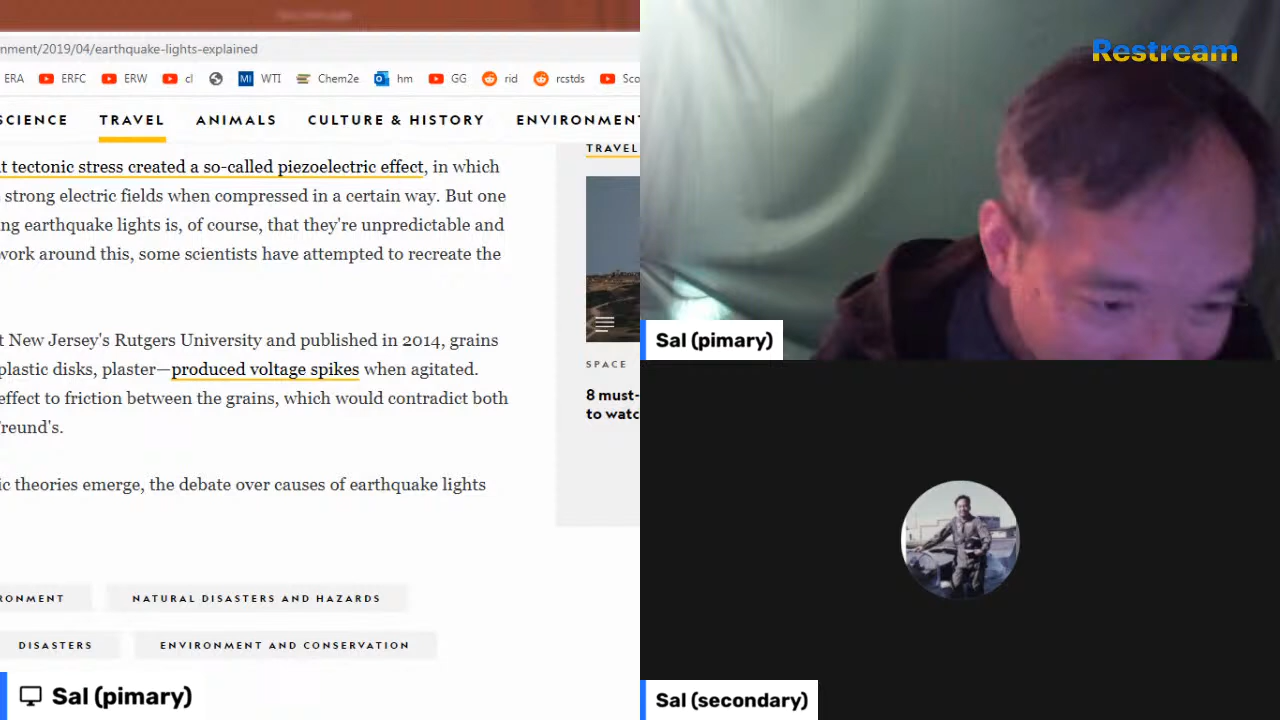 nment/2019/04/earthquake-lights-explained
ERA ERFC ERW cl MI WTI Chem2e hm GG rid rcstds Sco
SCIENCE TRAVEL ANIMALS CULTURE & HISTORY ENVIRONMENT
t tectonic stress created a so-called piezoelectric effect, in which
strong electric fields when compressed in a certain way. But one
ng earthquake lights is, of course, that they're unpredictable and
work around this, some scientists have attempted to recreate the
t New Jersey's Rutgers University and published in 2014, grains
plastic disks, plaster—produced voltage spikes when agitated.
effect to friction between the grains, which would contradict both
reund's.
ic theories emerge, the debate over causes of earthquake lights
RONMENT NATURAL DISASTERS AND HAZARDS
DISASTERS ENVIRONMENT AND CONSERVATION
TRAVEL
SPACE
8 must-
to watc
Sal (pimary)
Restream
Sal (pimary)
Sal (secondary)